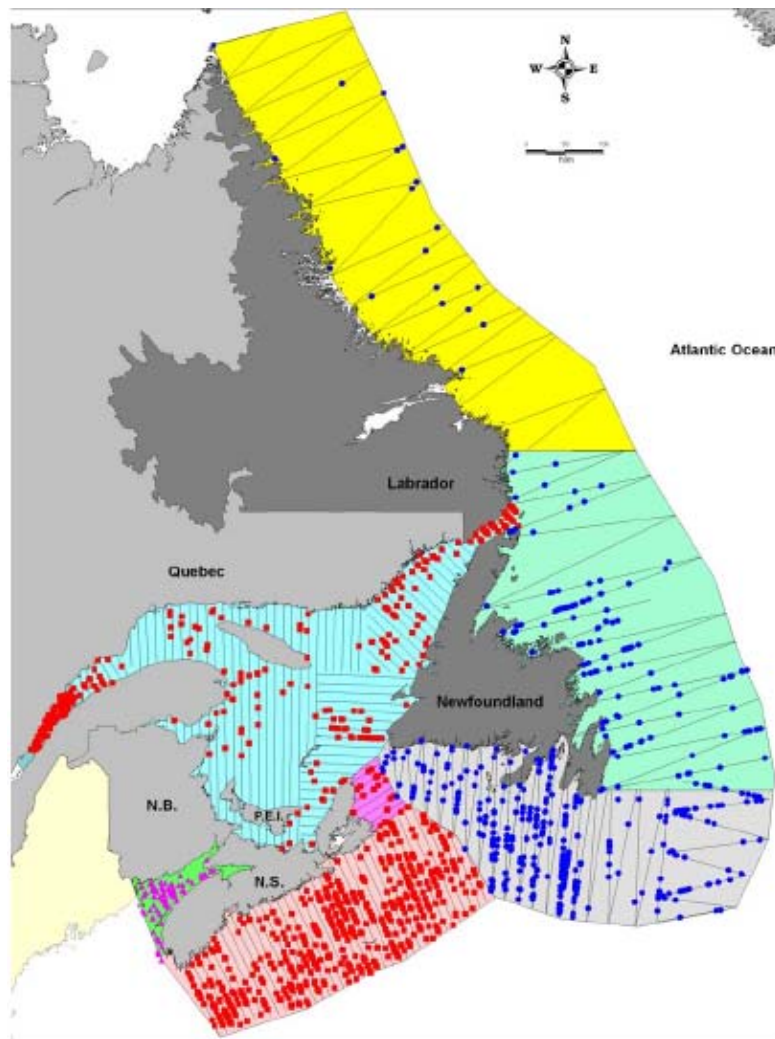 N
W E
S
Atlantic Ocean
Labrador
Quebec
Newfoundland
N.B.
P.E.I.
N.S.